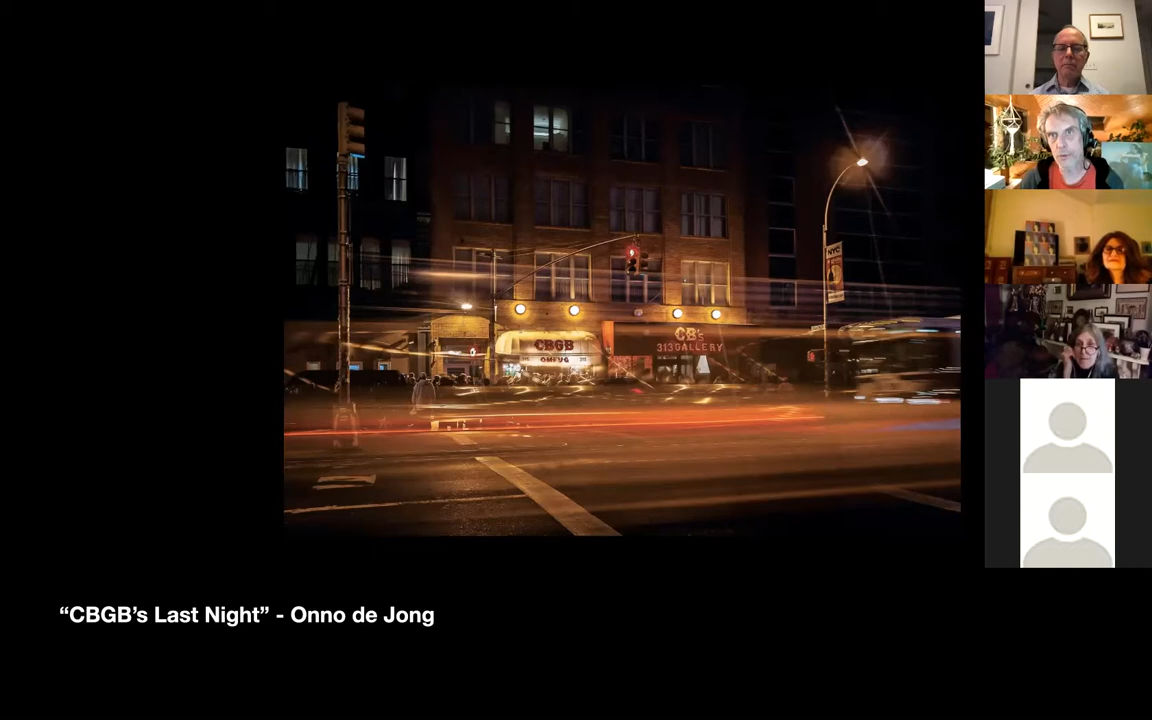 NYC
CBGB
OMFUG
CB's
313 GALLERY
“CBGB’s Last Night” - Onno de Jong